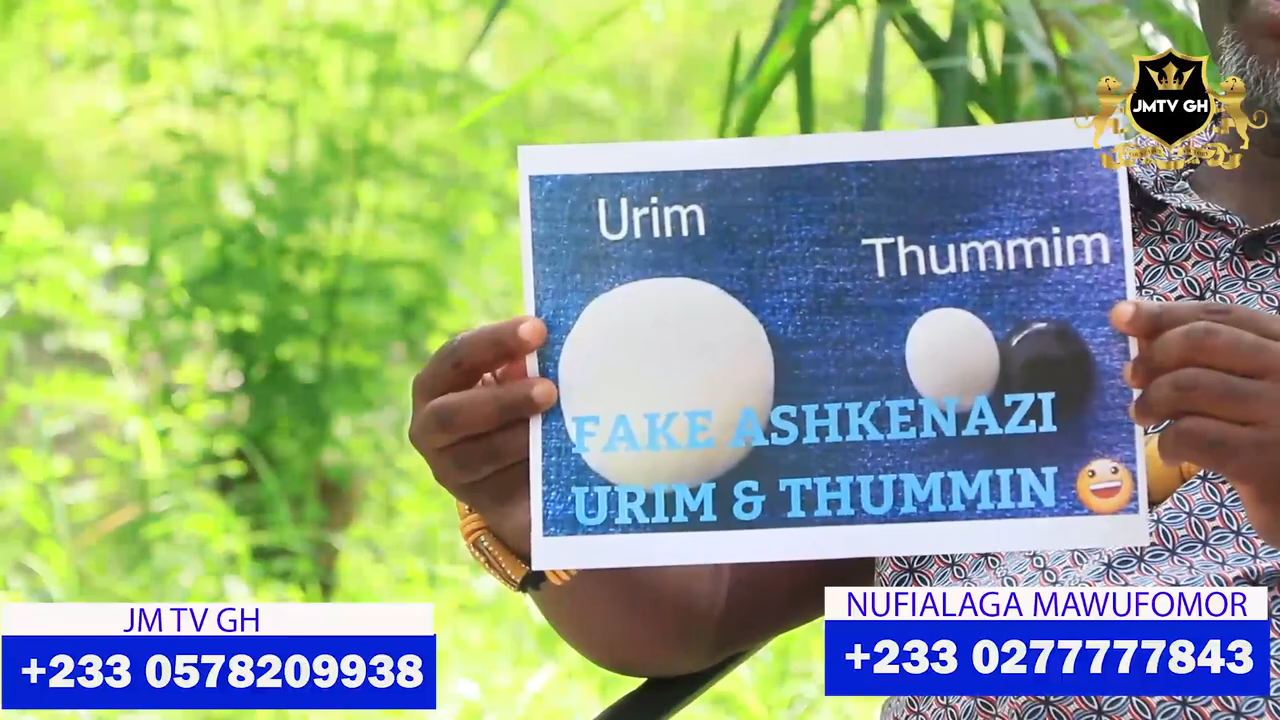 JMTV GH
Urim
Thummim
FAKE ASHKENAZI
URIM & THUMMIN
JM TV GH
+233 0578209938
NUFIALAGA MAWUFOMOR
+233 0277777843